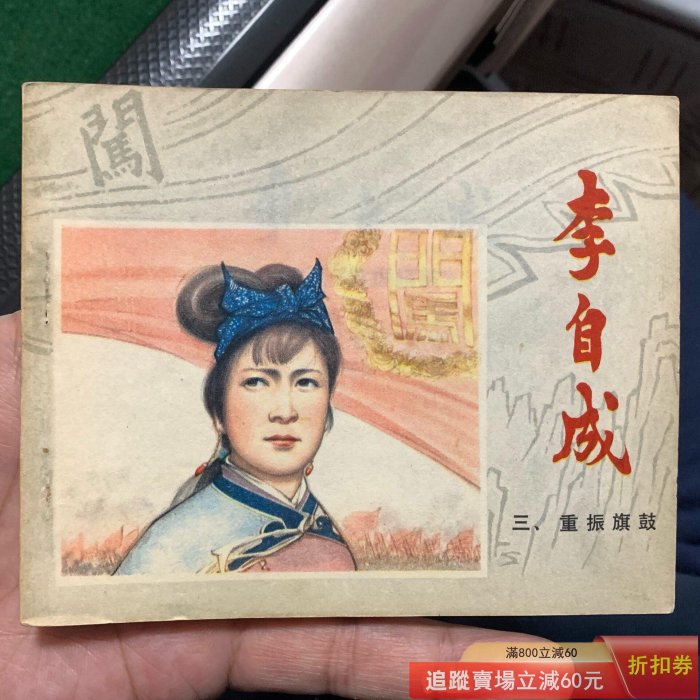 闖
闖
李自成
三、重振旗鼓
滿800立減60
追蹤賣場立減60元
折扣券